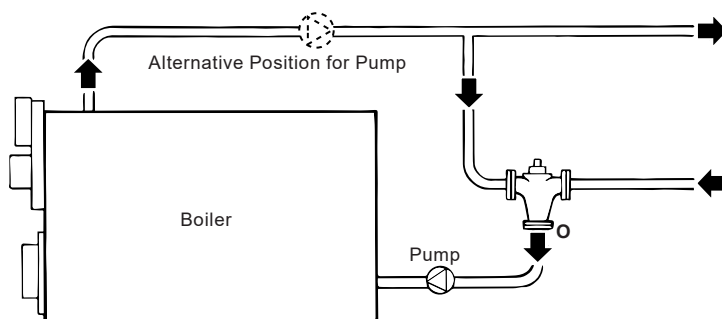 Alternative Position for Pump
Boiler
O
Pump